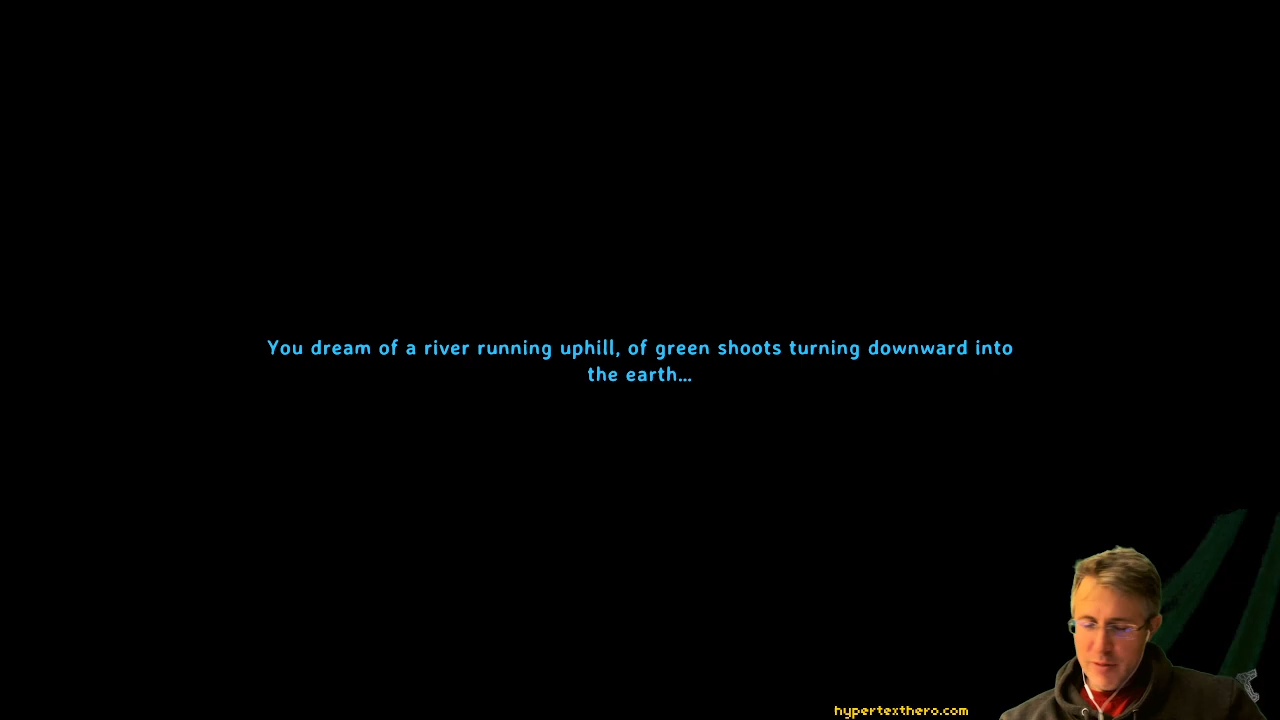 You dream of a river running uphill, of green shoots turning downward into
the earth...
hypertexthero.com